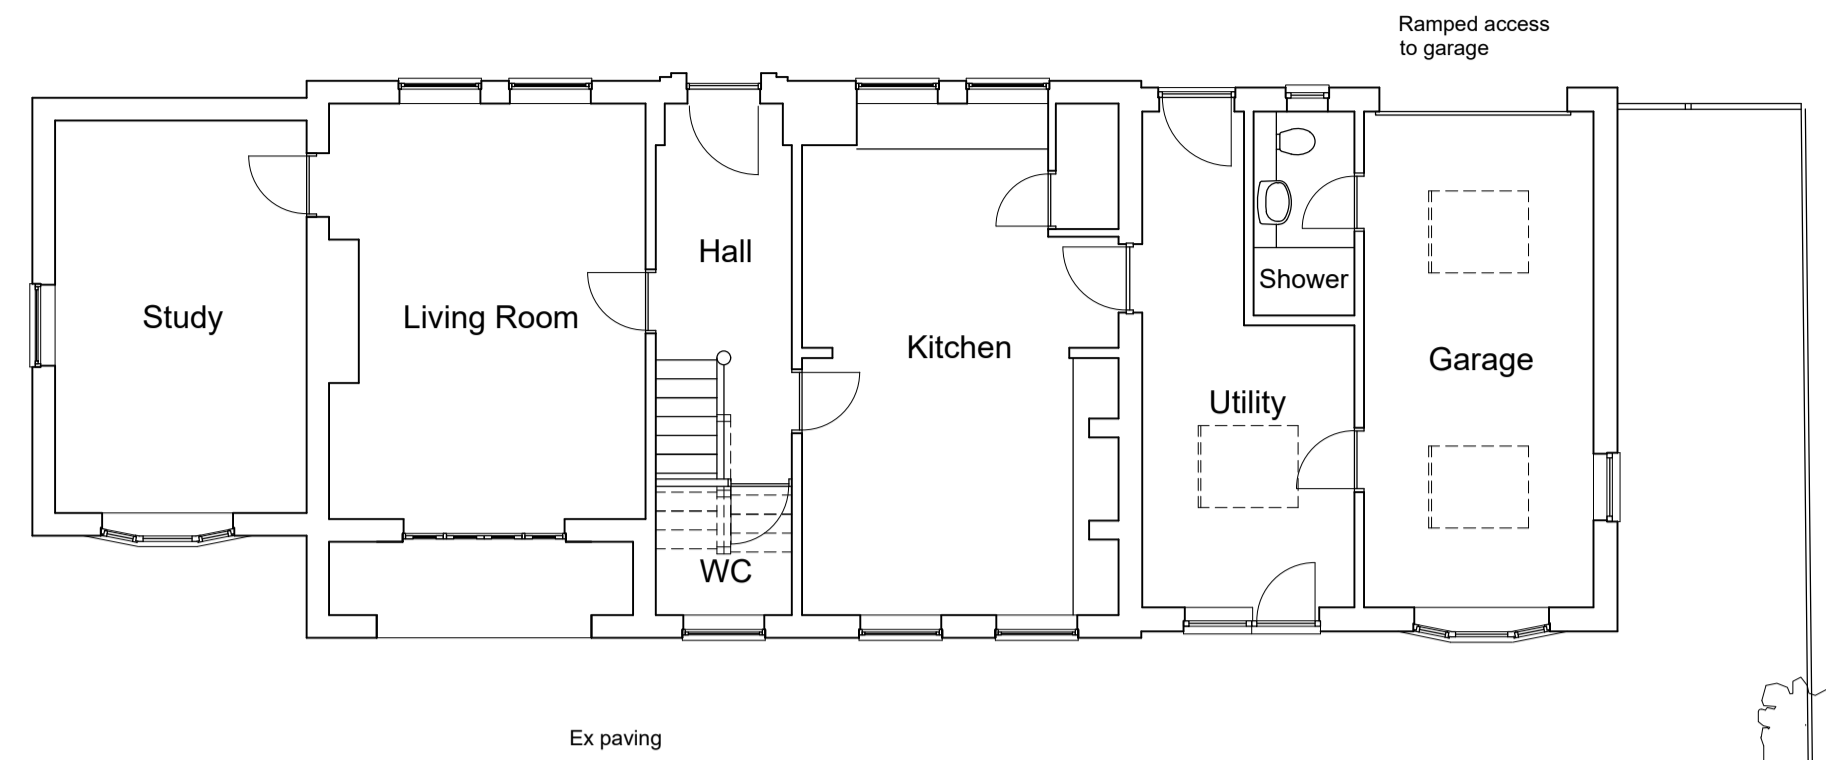 Ramped access
to garage
Hall
Shower
Study
Living Room
Kitchen
Garage
Utility
WC
Ex paving